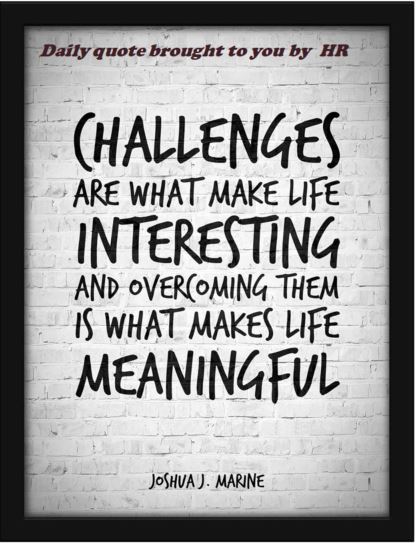 Daily quote brought to you by HR
CHALLENGES
ARE WHAT MAKE LIFE
INTERESTING
AND OVERCOMING THEM
IS WHAT MAKES LIFE
MEANINGFUL
JOSHUA J. MARINE